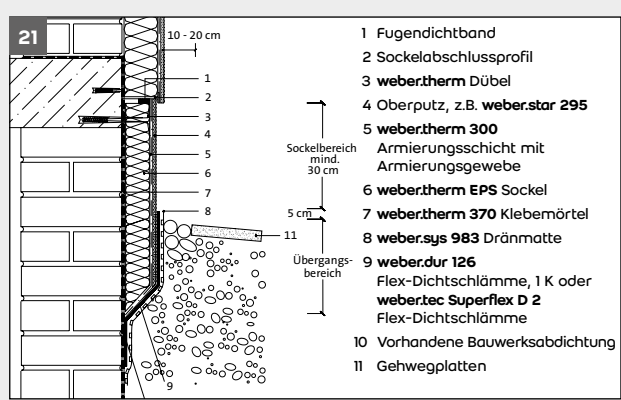 21
10 - 20 cm
1
2
3
4
5
6
7
8
9
11
Sockelbereich
mind.
30 cm
5 cm
Übergangs-
bereich
1 Fugendichtband
2 Sockelabschlussprofil
3 weber.therm Dübel
4 Oberputz, z.B. weber.star 295
5 weber.therm 300
Armierungsschicht mit
Armierungsgewebe
6 weber.therm EPS Sockel
7 weber.therm 370 Klebemörtel
8 weber.sys 983 Dränmatte
9 weber.dur 126
Flex-Dichtschlämme, 1 K oder
weber.tec Superflex D 2
Flex-Dichtschlämme
10 Vorhandene Bauwerksabdichtung
11 Gehwegplatten